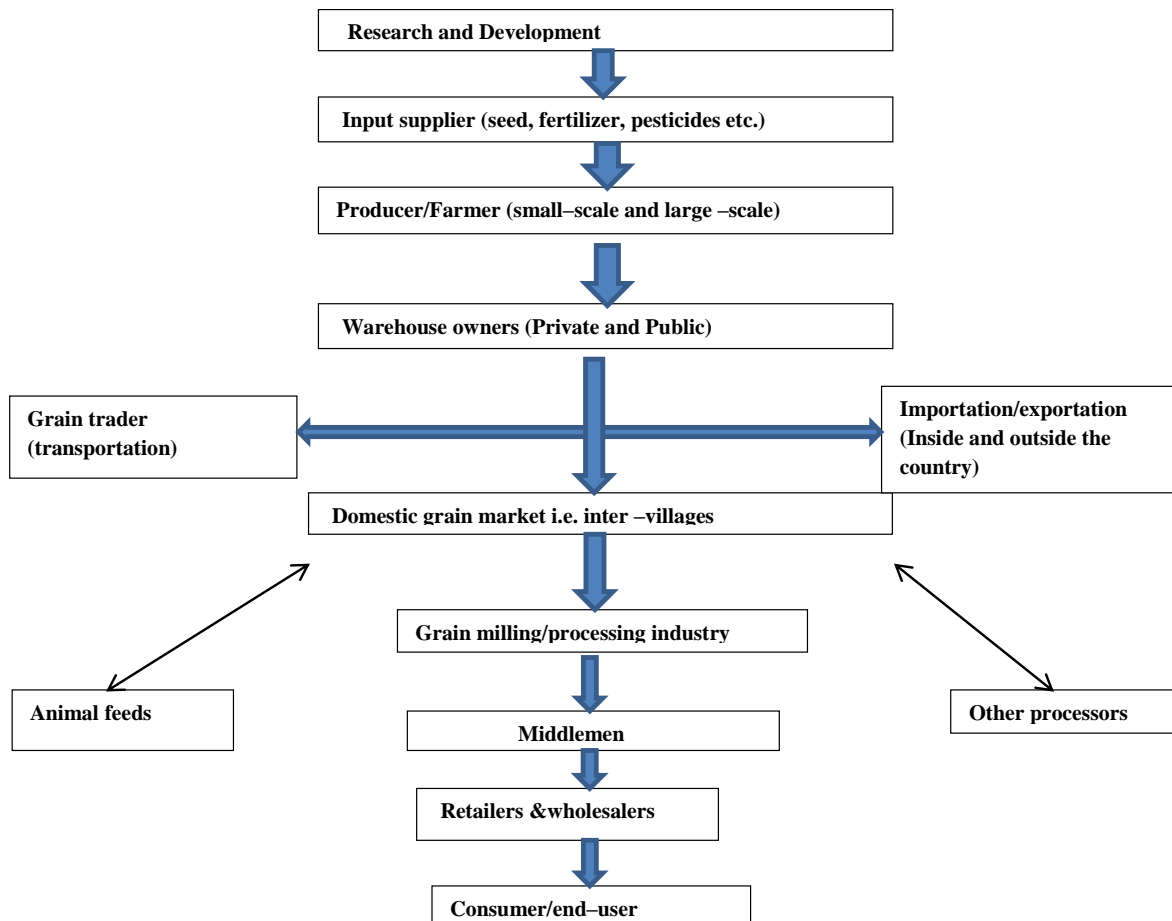 Research and Development
Input supplier (seed, fertilizer, pesticides etc.)
Producer/Farmer (small–scale and large –scale)
Warehouse owners (Private and Public)
Grain trader
(transportation)
Importation/exportation
(Inside and outside the
country)
Domestic grain market i.e. inter –villages
Grain milling/processing industry
Animal feeds
Other processors
Middlemen
Retailers &wholesalers
Consumer/end–user